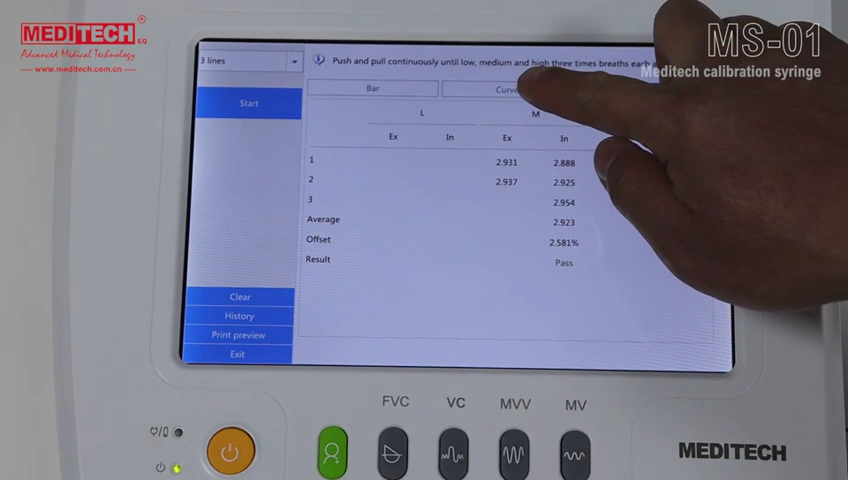 MEDITECH® EQ
Advanced Medical Technology
www.meditech.com.cn
MS-01
Meditech calibration syringe
3 lines
Push and pull continuously until low, medium and high three times breaths each
Start
Bar
Curve
L
M
Ex In Ex In
1 2.931 2.888
2 2.937 2.925
3 2.954
Average 2.923
Offset 2.581%
Result Pass
Clear
History
Print preview
Exit
FVC VC MVV MV
MEDITECH